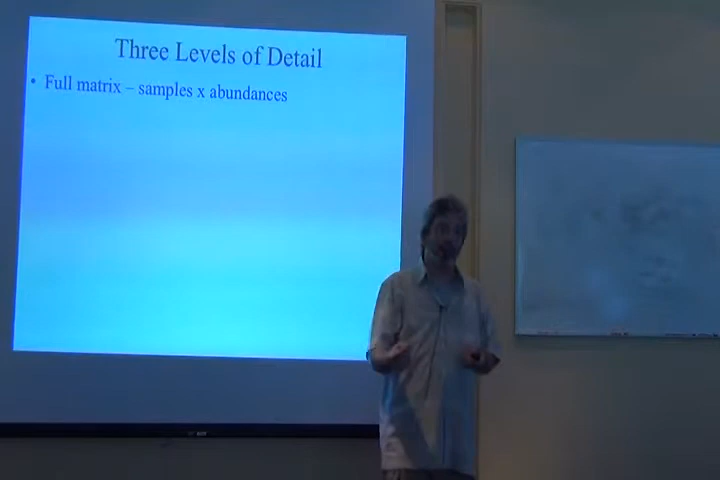 Three Levels of Detail
• Full matrix – samples x abundances